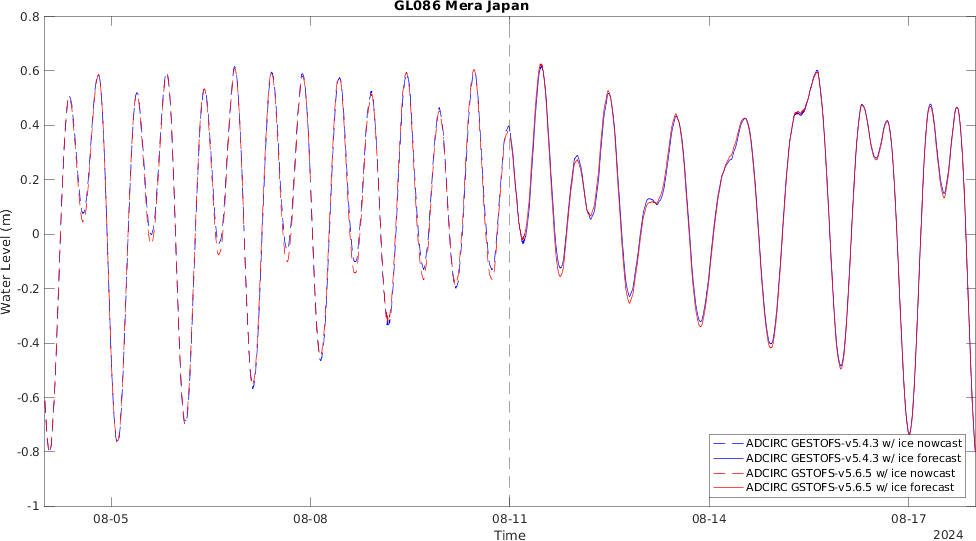 GL086 Mera Japan
0.8
0.6
0.4
0.2
0
-0.2
-0.4
-0.6
-0.8
-1
Water Level (m)
08-05
08-08
08-11
08-14
08-17
Time
2024
ADCIRC GESTOFS-v5.4.3 w/ ice nowcast
ADCIRC GESTOFS-v5.4.3 w/ ice forecast
ADCIRC GSTOFS-v5.6.5 w/ ice nowcast
ADCIRC GSTOFS-v5.6.5 w/ ice forecast